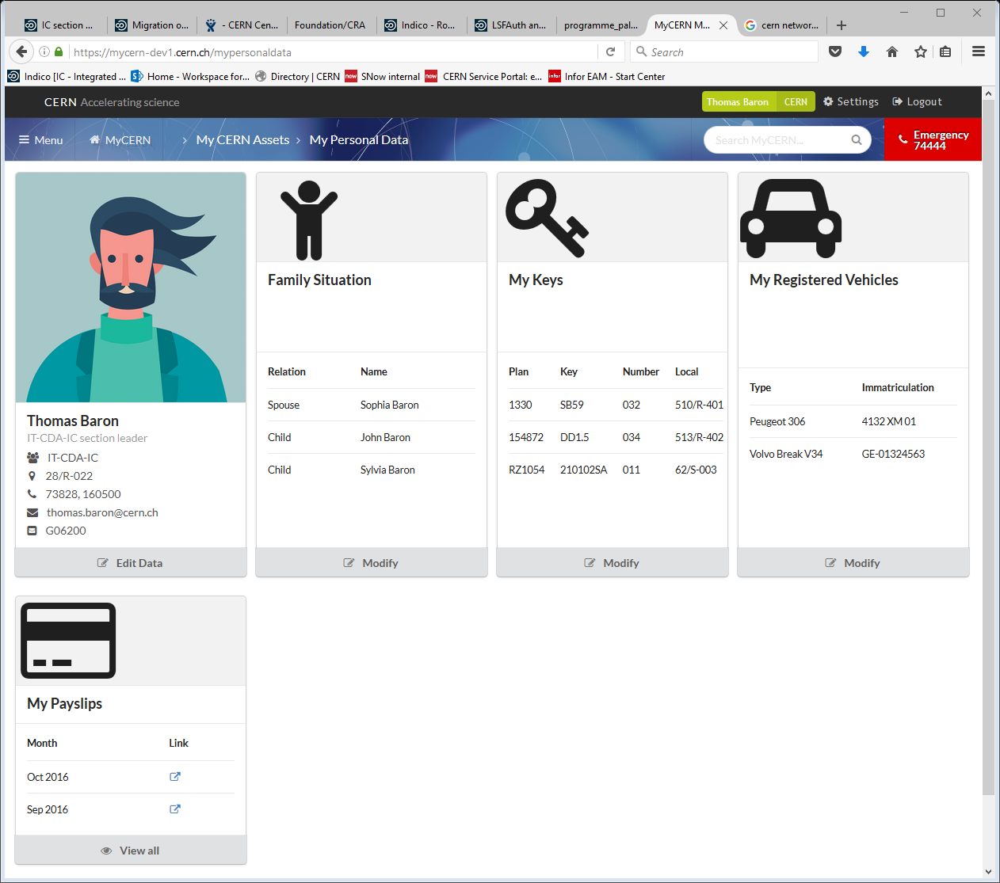 IC section ...
Migration o...
- CERN Cen...
Foundation/CRA
Indico - Ro...
LSFAuth an...
programme_pal...
MyCERN M...
cern networ...
https://mycern-dev1.cern.ch/mypersonaldata
Search
Indico [IC - Integrated ...
Home - Workspace for...
Directory | CERN
now SNow internal
now CERN Service Portal: e...
infor Infor EAM - Start Center
CERN Accelerating science
Thomas Baron CERN
Settings
Logout
Menu
MyCERN
> My CERN Assets > My Personal Data
Search MyCERN...
Emergency
74444
Thomas Baron
IT-CDA-IC section leader
IT-CDA-IC
28/R-022
73828, 160500
thomas.baron@cern.ch
G06200
Edit Data
Family Situation
Relation Name
Spouse Sophia Baron
Child John Baron
Child Sylvia Baron
Modify
My Keys
Plan Key Number Local
1330 SB59 032 510/R-401
154872 DD1.5 034 513/R-402
RZ1054 210102SA 011 62/S-003
Modify
My Registered Vehicles
Type Immatriculation
Peugeot 306 4132 XM 01
Volvo Break V34 GE-01324563
Modify
My Payslips
Month Link
Oct 2016
Sep 2016
View all